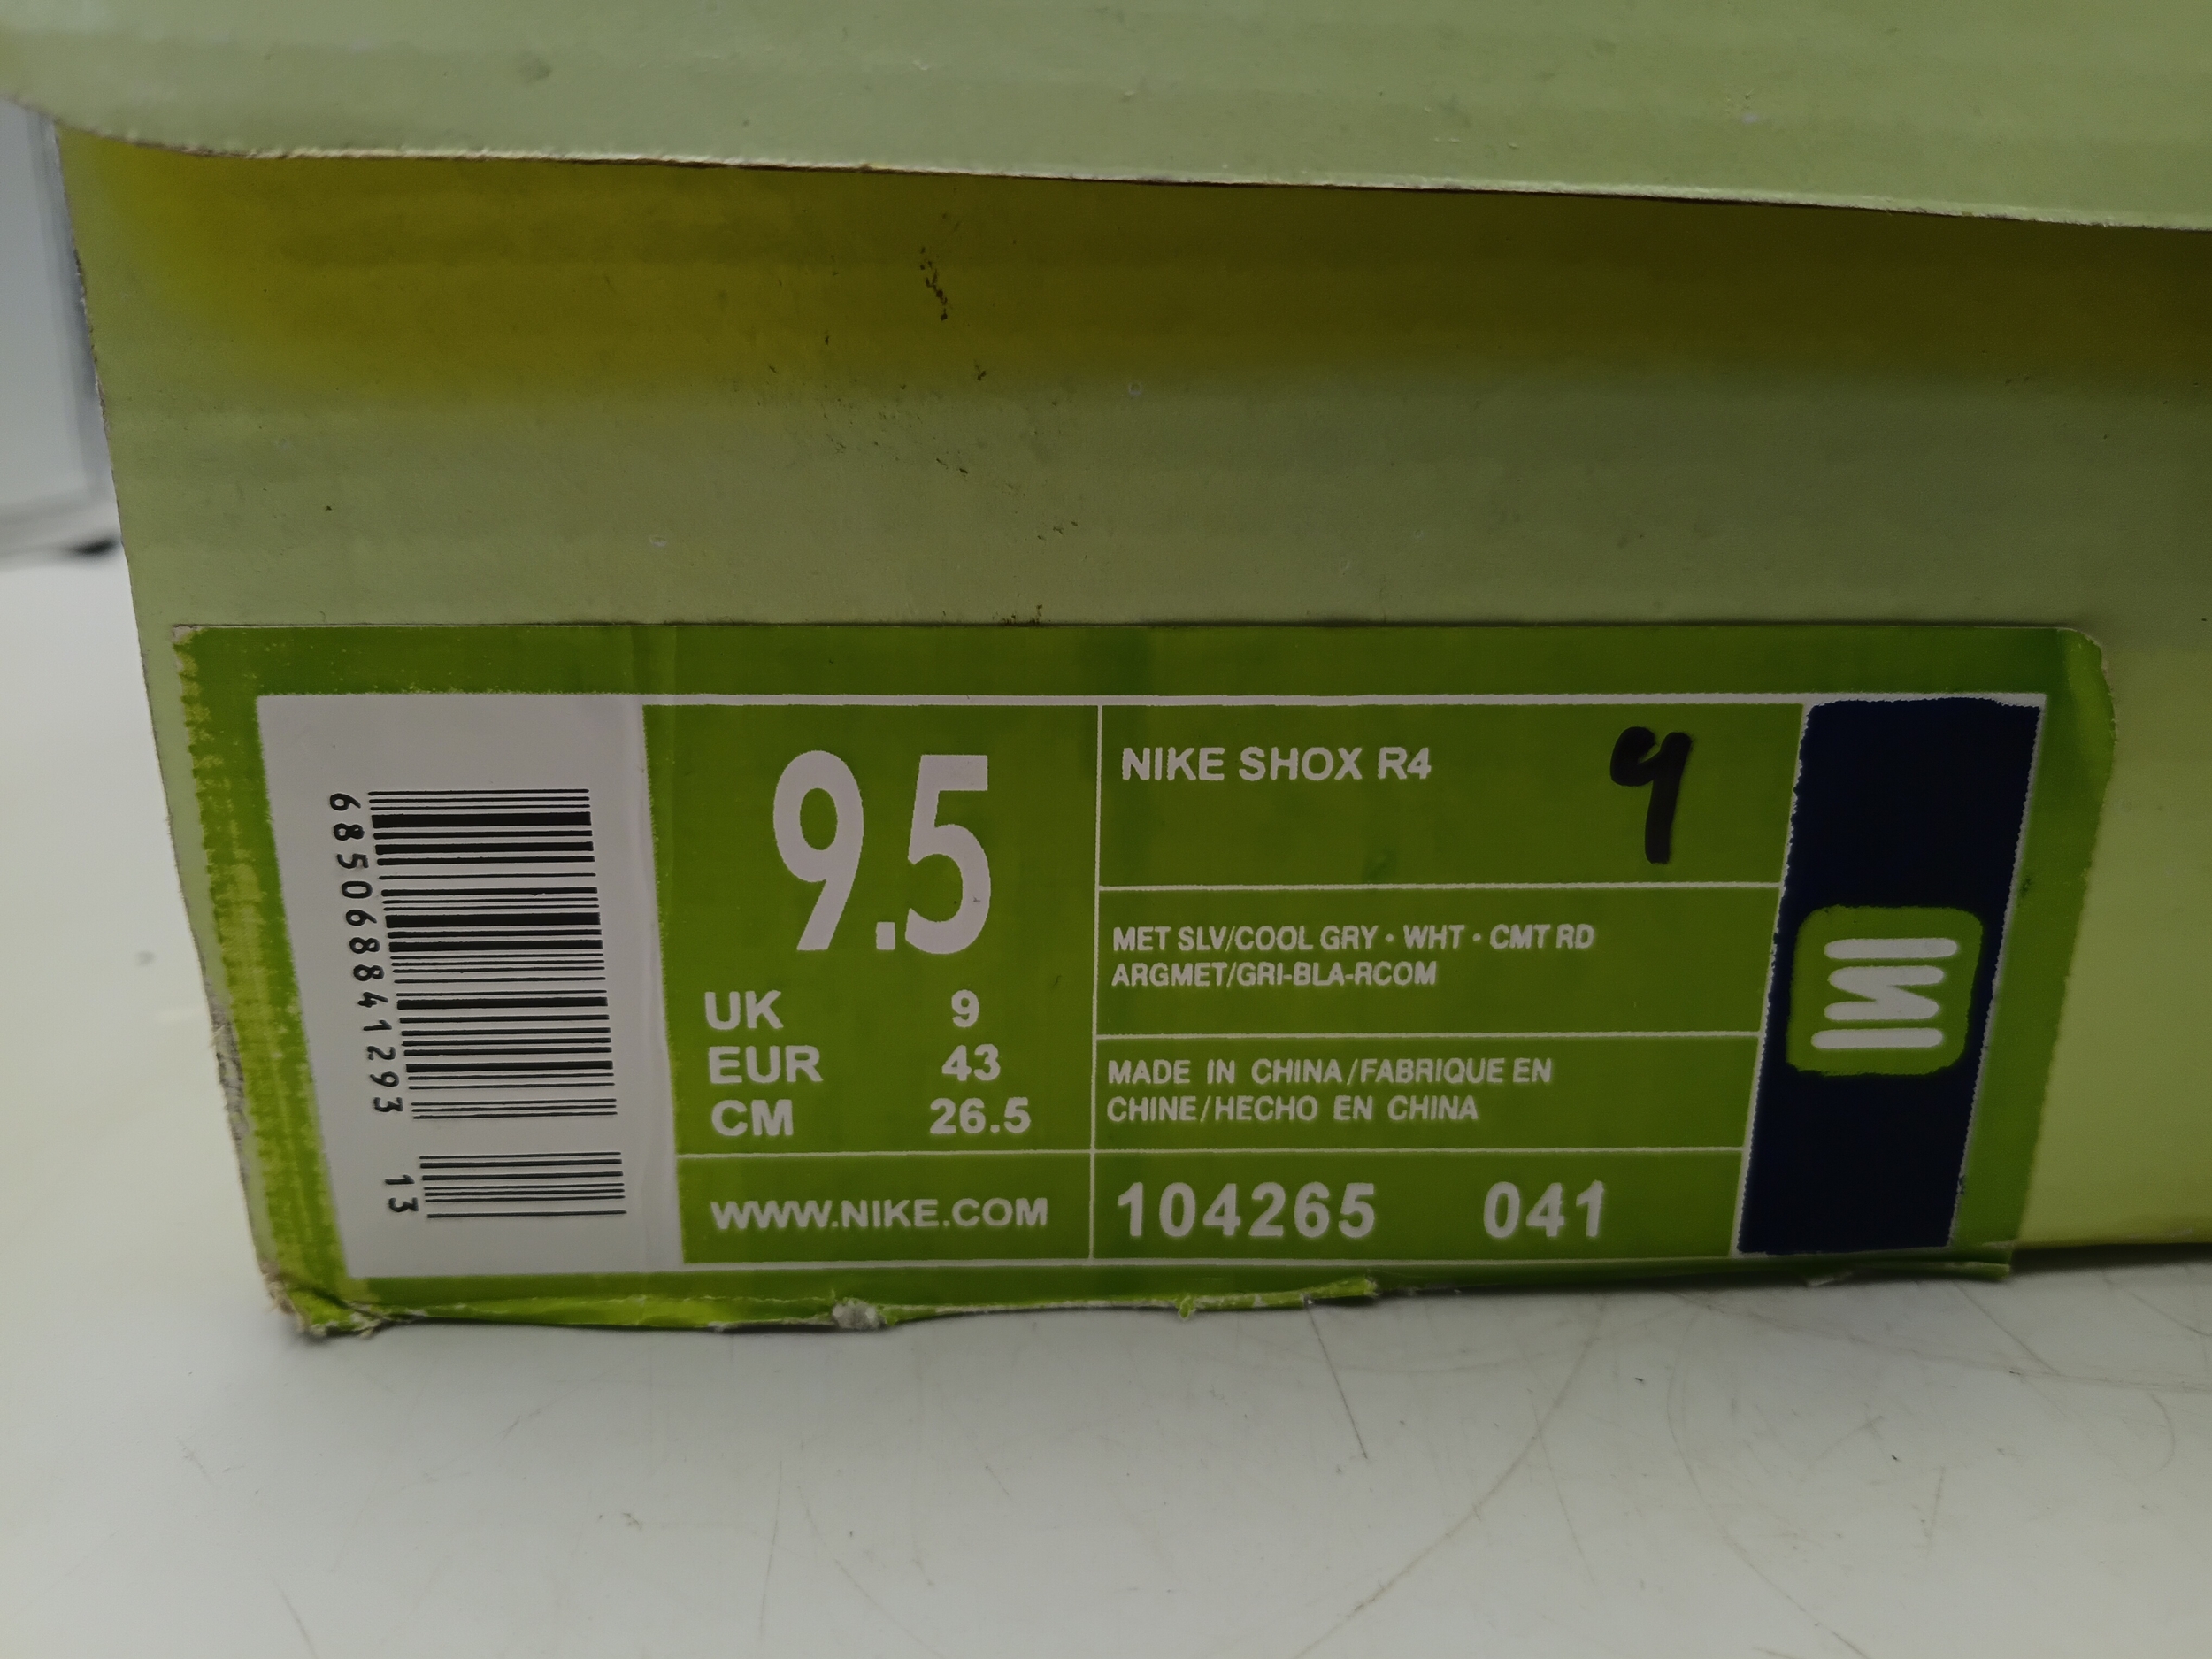 685068841293
13
9.5
UK 9
EUR 43
CM 26.5
WWW.NIKE.COM
NIKE SHOX R4
9
MET SLV/COOL GRY · WHT · CMT RD
ARGMET/GRI-BLA-RCOM
MADE IN CHINA/FABRIQUE EN
CHINE/HECHO EN CHINA
104265 041